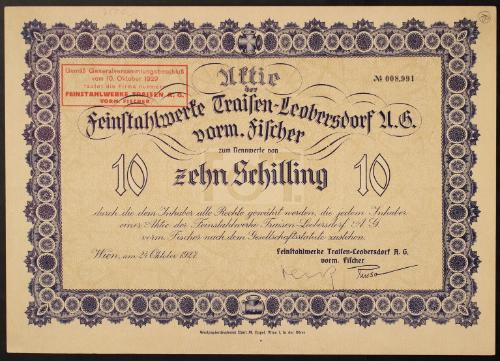 Gemäß Generalversammlungsbeschluß
vom 10. Oktober 1929
lautet die Firma nunmehr
FEINSTAHLWERKE TRAISEN A. G.
VORM. FISCHER
Aktie
№ 008,991
der
Feinstahlwerke Traisen-Leobersdorf A.G.
vorm. Fischer
zum Nennwerte von
10 zehn Schilling 10
durch die dem Inhaber alle Rechte gewährt werden, die jedem Inhaber
einer Aktie der Feinstahlwerke Traisen-Leobersdorf A G
vorm. Fischer nach dem Gesellschaftsstatute zustehen.
Wien, am 24. Oktober 1927.
Feinstahlwerke Traisen-Leobersdorf A. G.
vorm. Fischer